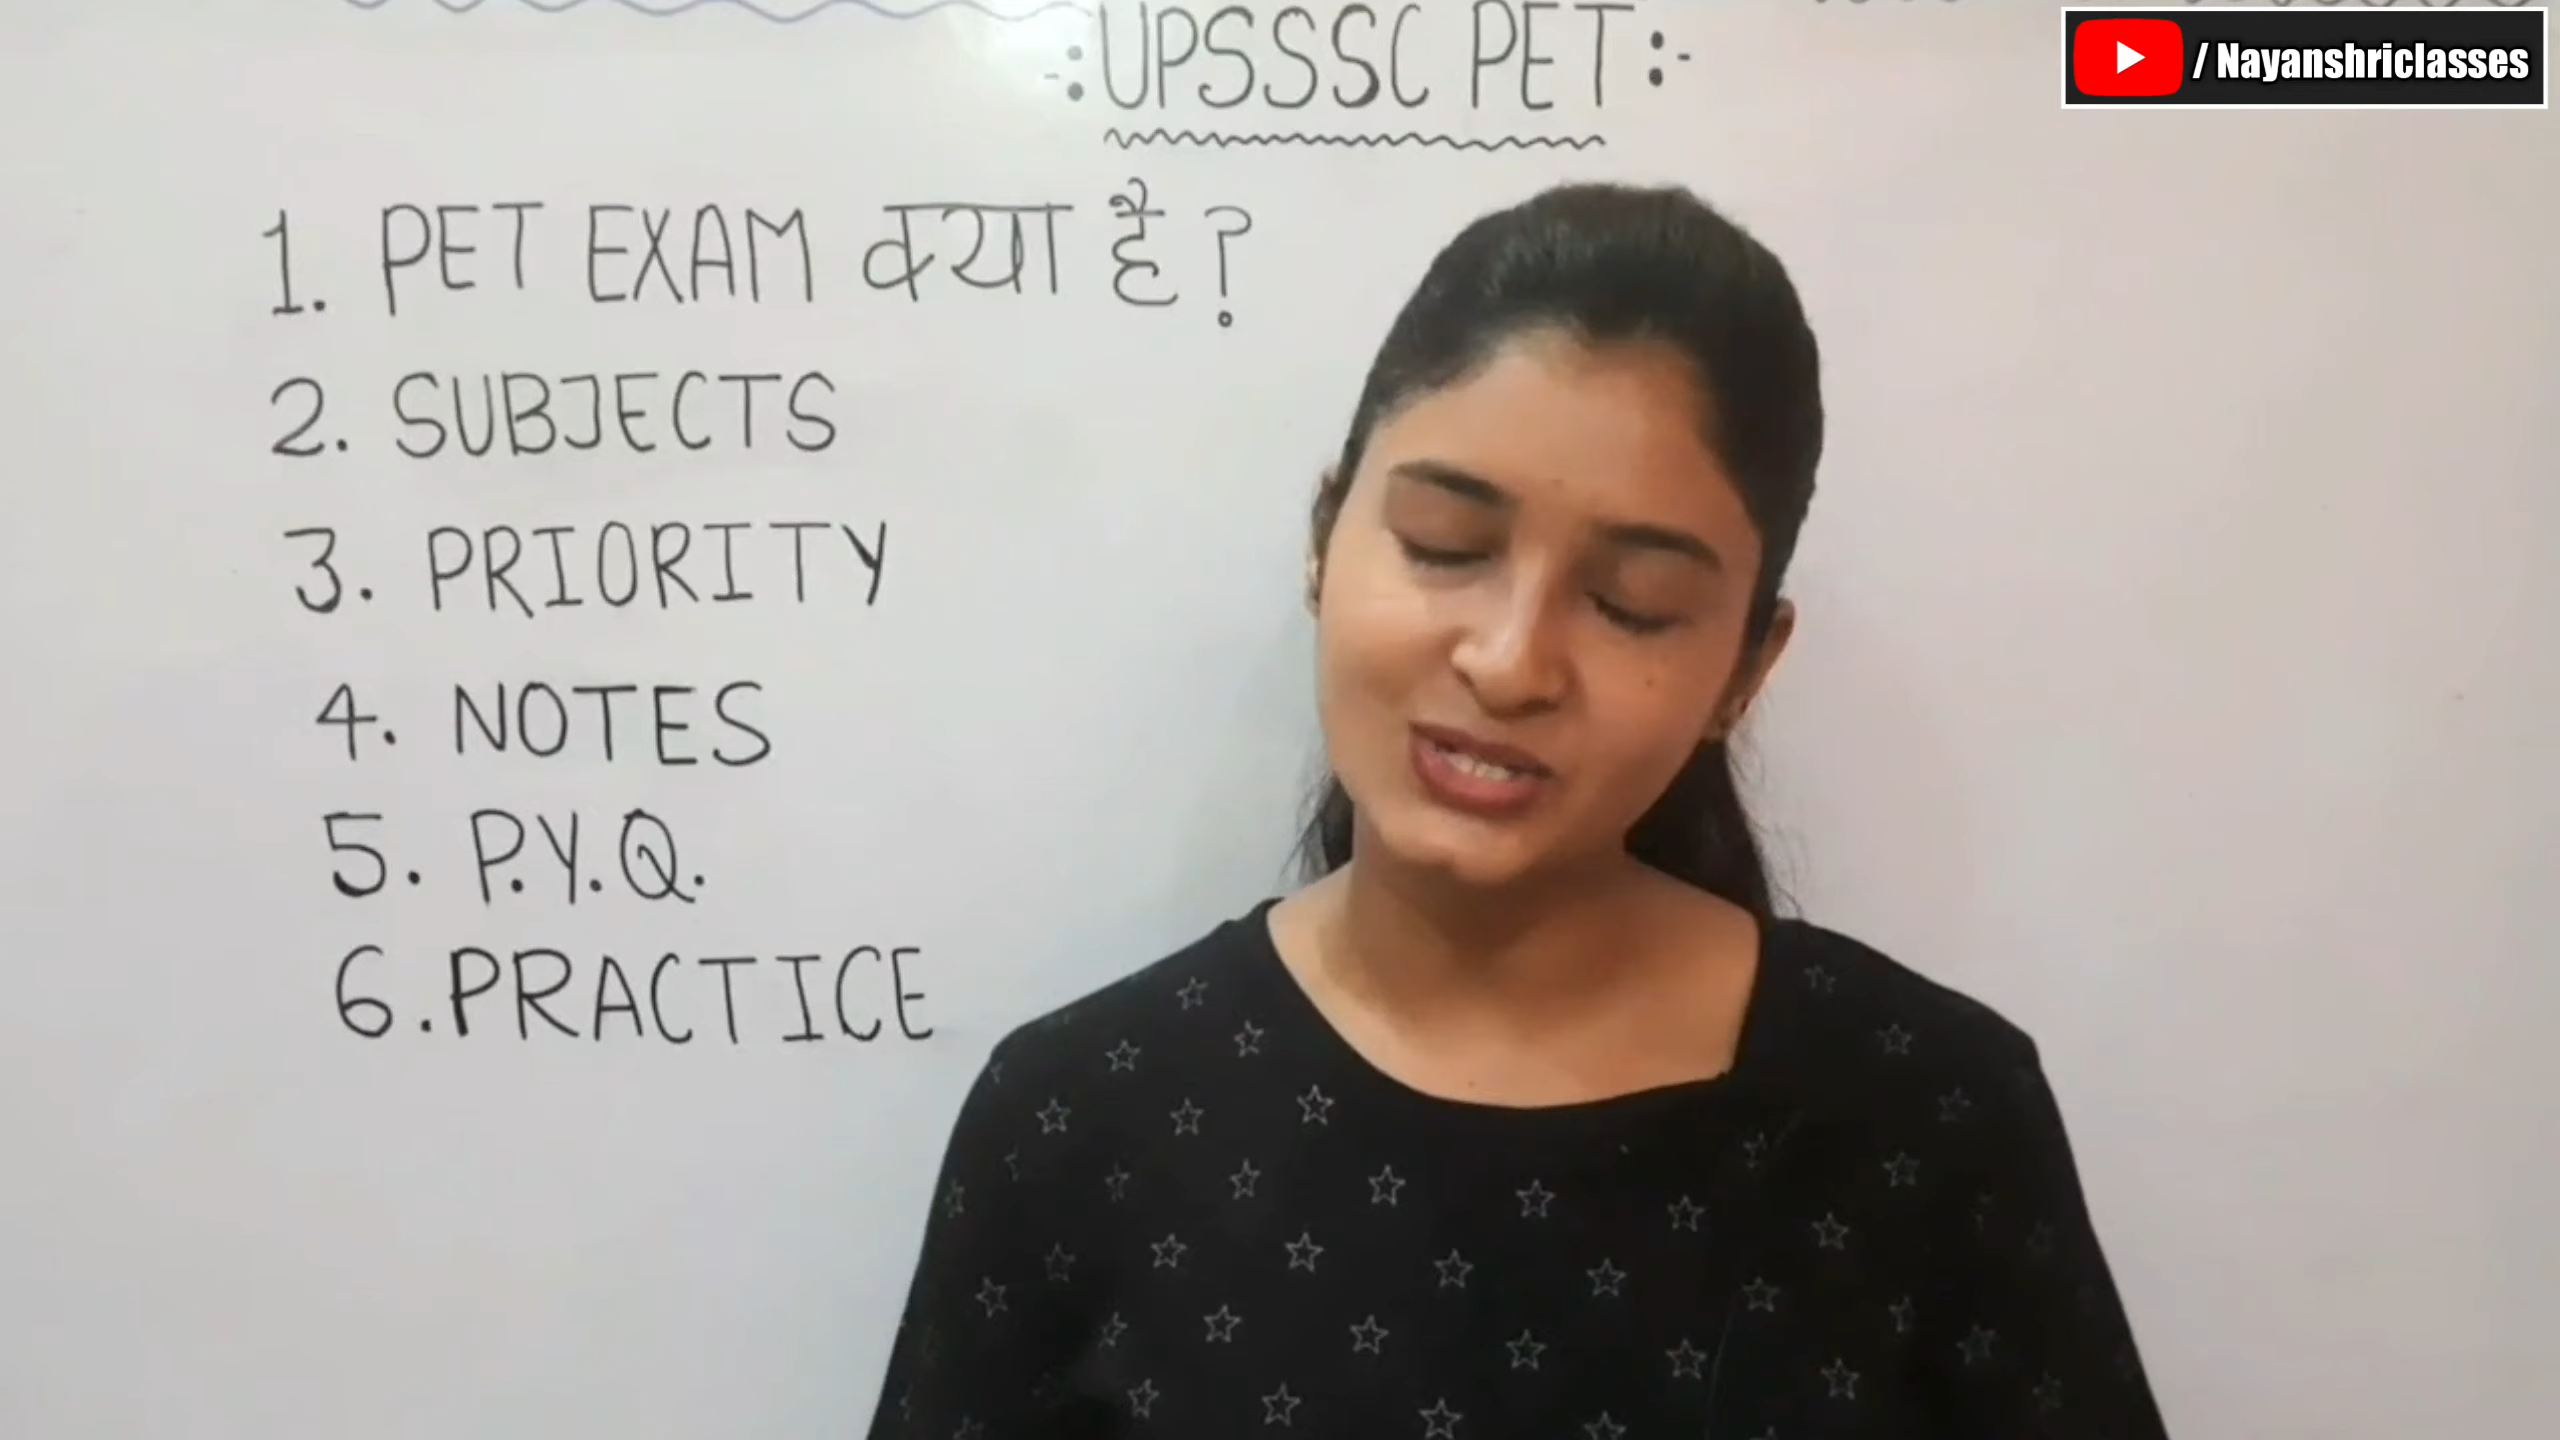 -:UPSSSC PET:-
/ Nayanshriclasses
1. PET EXAM क्या है?
2. SUBJECTS
3. PRIORITY
4. NOTES
5. P.Y.Q.
6. PRACTICE